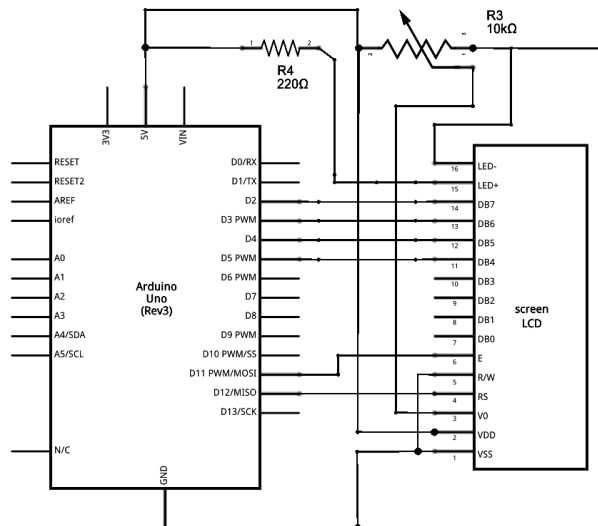 R3
10kΩ
3
1
2
1
2
R4
220Ω
3V3
5V
VIN
RESET
RESET2
AREF
ioref
A0
A1
A2
A3
A4/SDA
A5/SCL
N/C
Arduino
Uno
(Rev3)
D0/RX
D1/TX
D2
D3 PWM
D4
D5 PWM
D6 PWM
D7
D8
D9 PWM
D10 PWM/SS
D11 PWM/MOSI
D12/MISO
D13/SCK
GND
16 LED-
15 LED+
14 DB7
13 DB6
12 DB5
11 DB4
10 DB3
9 DB2
8 DB1
7 DB0
6 E
5 R/W
4 RS
3 V0
2 VDD
1 VSS
screen
LCD